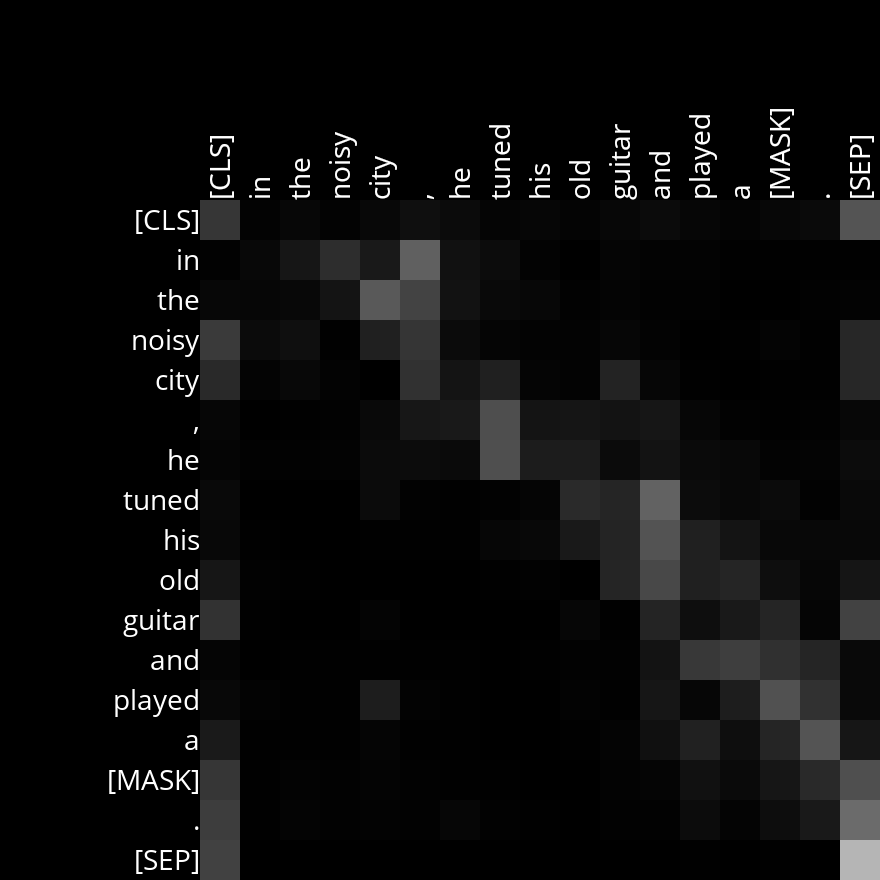 [CLS] in the noisy city , he tuned his old guitar and played a [MASK] . [SEP]
[CLS]
in
the
noisy
city
,
he
tuned
his
old
guitar
and
played
a
[MASK]
.
[SEP]